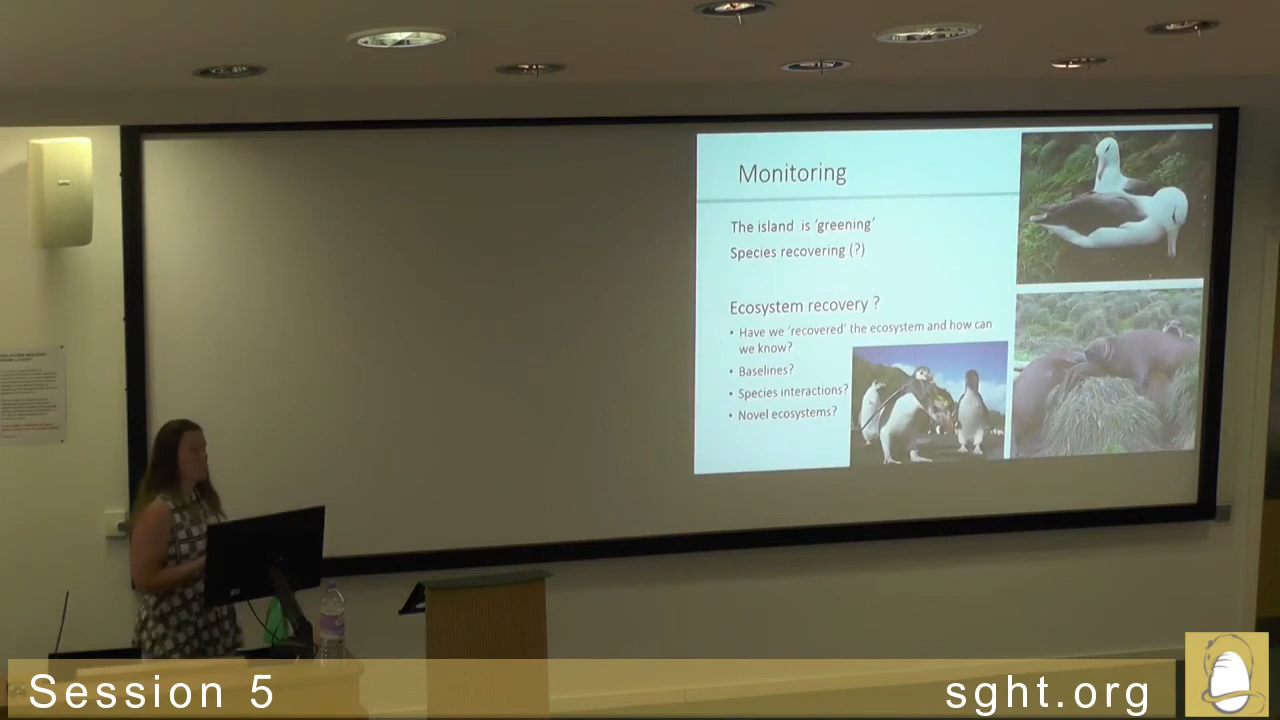 Monitoring
The island is 'greening'
Species recovering (?)
Ecosystem recovery ?
• Have we 'recovered' the ecosystem and how can
we know?
• Baselines?
• Species interactions?
• Novel ecosystems?
Session 5
sght.org